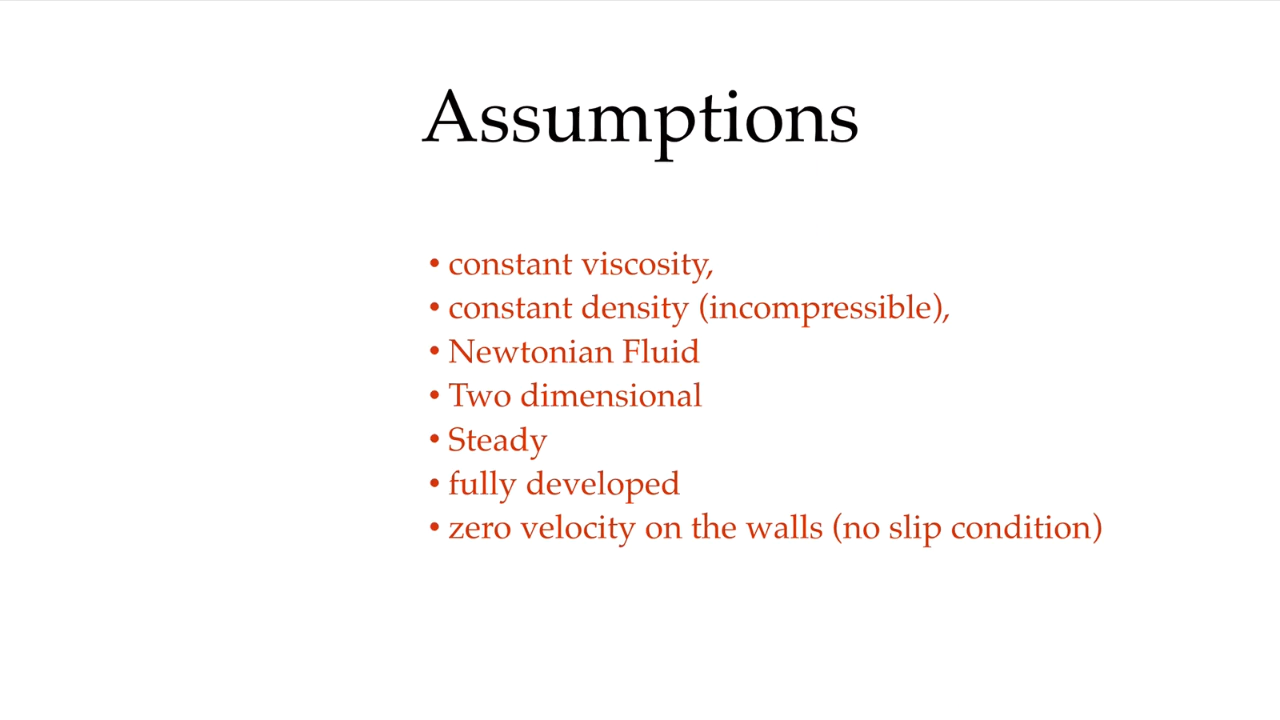 Assumptions
• constant viscosity,
• constant density (incompressible),
• Newtonian Fluid
• Two dimensional
• Steady
• fully developed
• zero velocity on the walls (no slip condition)